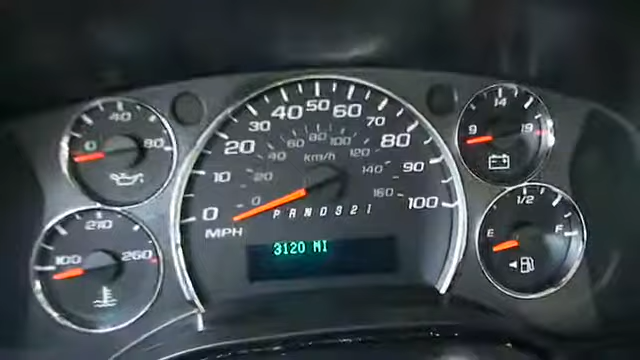 0 40 80
100 210 260
0 10 20 30 40 50 60 70 80 90 100
MPH
20 40 60 80 100 120 140 160
km/h
PRND321
3120 MI
9 14 19
E 1/2 F